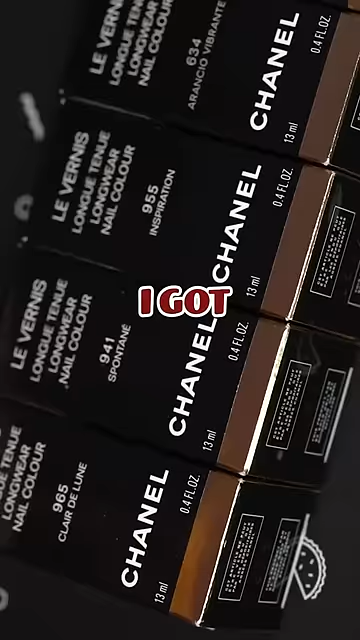 LE VERNIS
LONGUE TENUE
LONGWEAR
NAIL COLOUR
634
ARANCIO VIBRANTE
CHANEL
13 ml
0.4 FL.OZ.
LE VERNIS
LONGUE TENUE
LONGWEAR
NAIL COLOUR
955
INSPIRATION
CHANEL
13 ml
0.4 FL.OZ.
I GOT
LE VERNIS
LONGUE TENUE
LONGWEAR
NAIL COLOUR
941
SPONTANÉ
CHANEL
13 ml
0.4 FL.OZ.
TENUE
LONGWEAR
NAIL COLOUR
965
CLAIR DE LUNE
CHANEL
13 ml
0.4 FL.OZ.